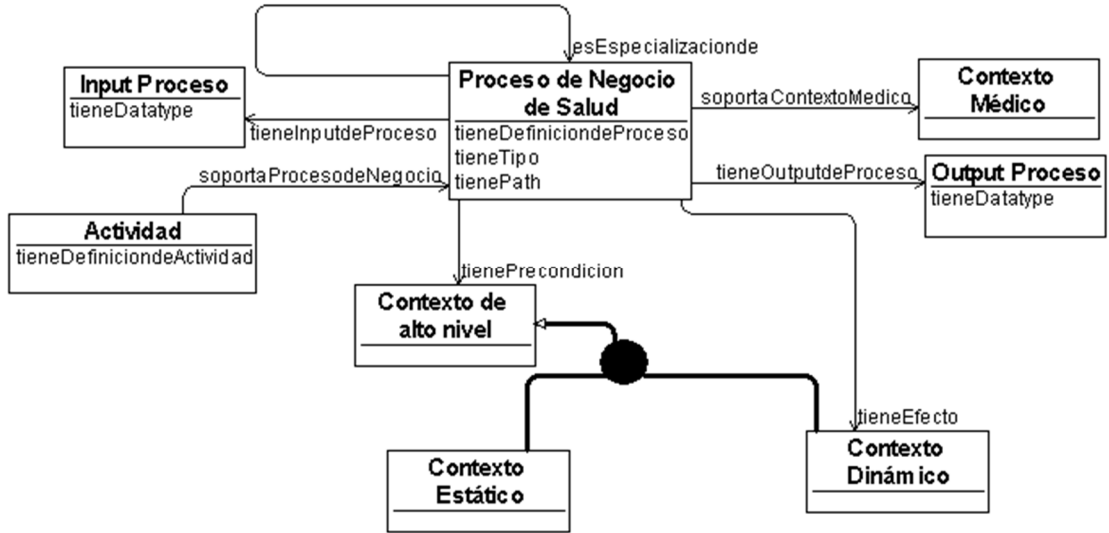 esEspecializacionde
Input Proceso
tieneDatatype
tieneInputdeProceso
Proceso de Negocio
de Salud
tieneDefiniciondeProceso
tieneTipo
tienePath
soportaContextoMedico
Contexto
Médico
soportaProcesodeNegocio
tieneOutputdeProceso
Output Proceso
tieneDatatype
Actividad
tieneDefiniciondeActividad
tienePrecondicion
Contexto de
alto nivel
tieneEfecto
Contexto
Estático
Contexto
Dinámico